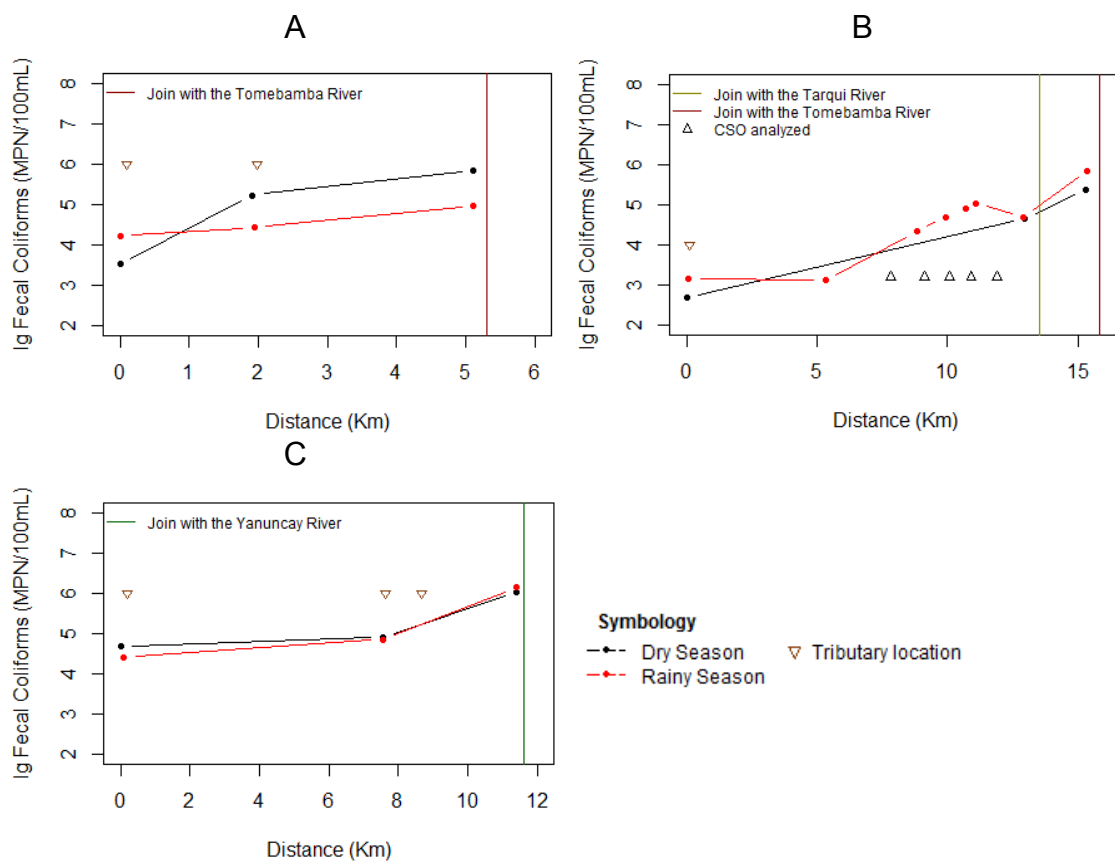 A
lg Fecal Coliforms (MPN/100mL)
8
7
6
5
4
3
2
Join with the Tomebamba River
0 1 2 3 4 5 6
Distance (Km)
B
lg Fecal Coliforms (MPN/100mL)
8
7
6
5
4
3
2
Join with the Tarqui River
Join with the Tomebamba River
CSO analyzed
0 5 10 15
Distance (Km)
C
lg Fecal Coliforms (MPN/100mL)
8
7
6
5
4
3
2
Join with the Yanuncay River
0 2 4 6 8 10 12
Distance (Km)
Symbology
Dry Season
Tributary location
Rainy Season